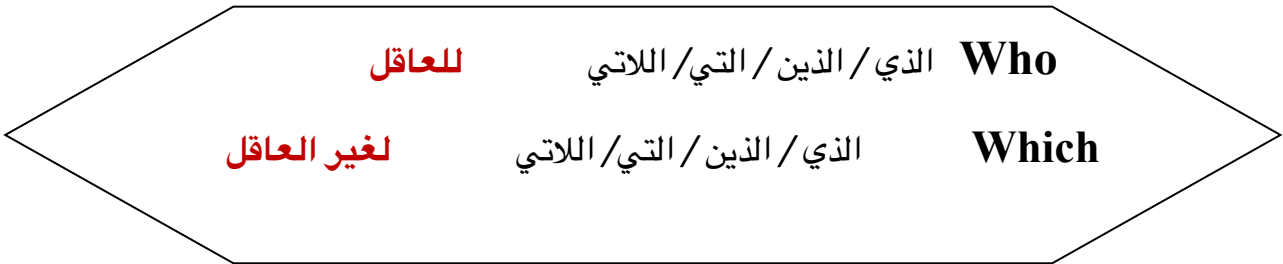 Who الذي / الذين / التي/ اللاتي للعاقل
Which الذي / الذين / التي/ اللاتي لغير العاقل